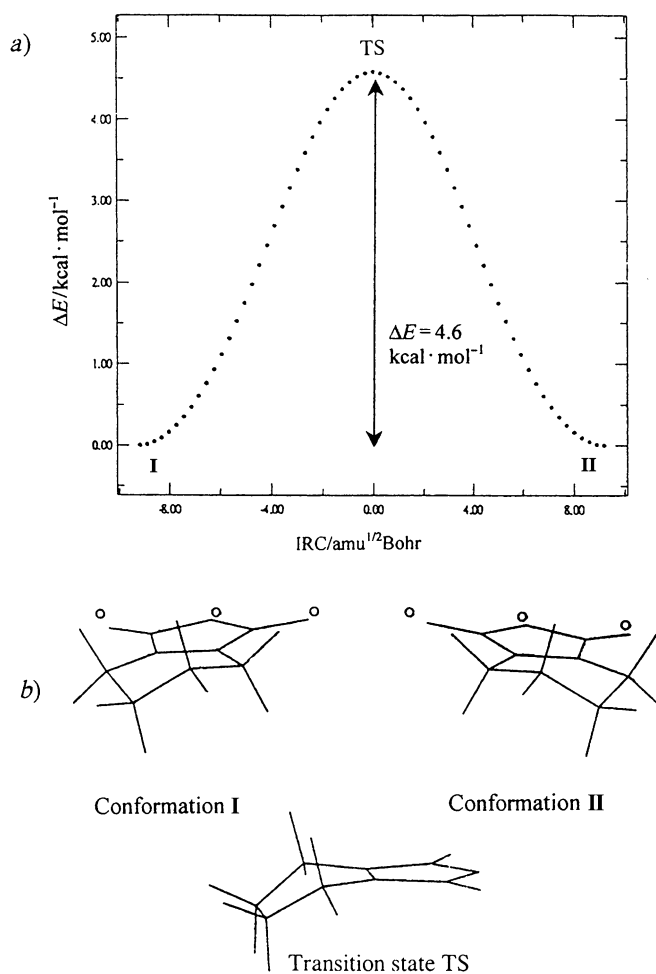 a)
TS
5.00
4.00
3.00
2.00
1.00
0.00
ΔE/kcal·mol⁻¹
ΔE = 4.6
kcal·mol⁻¹
I
II
-8.00 -4.00 0.00 4.00 8.00
IRC/amu¹/²Bohr
b)
O O O
O O O
Conformation I
Conformation II
Transition state TS